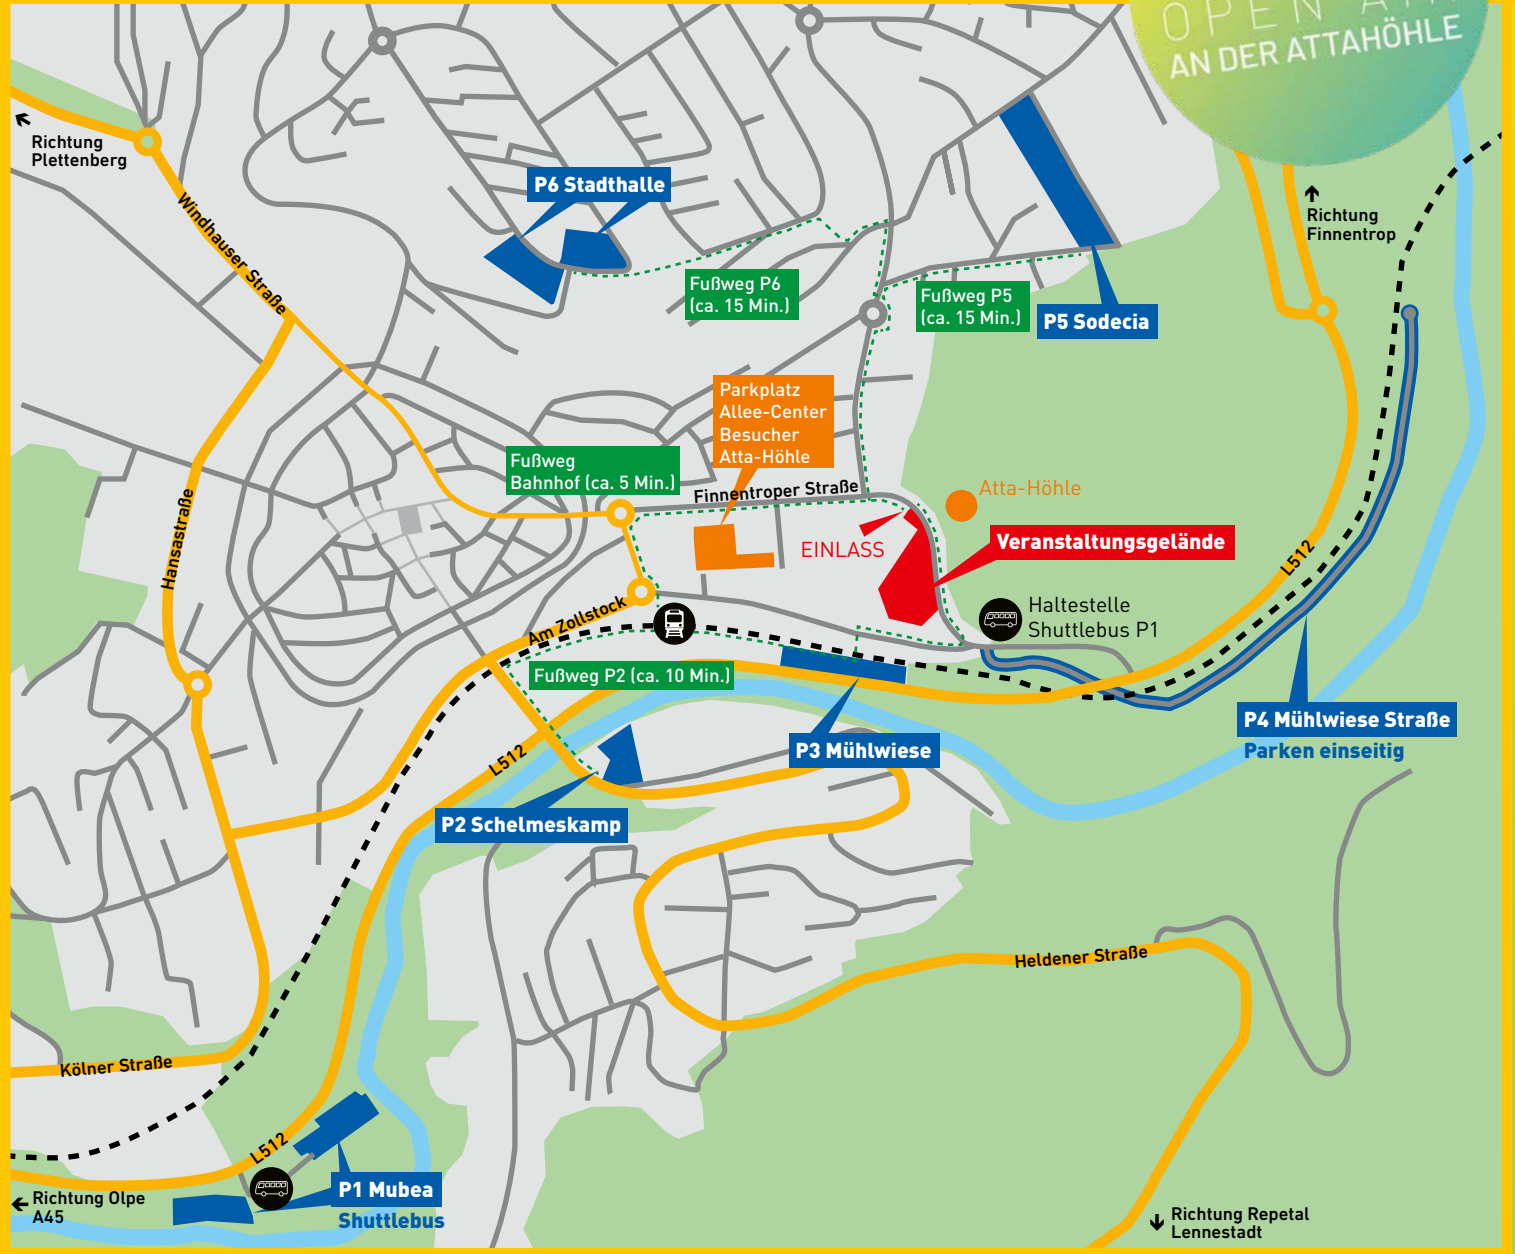 OPEN AIR
AN DER ATTAHÖHLE
Richtung
Plettenberg
Windhauser Straße
P6 Stadthalle
Richtung
Finnentrop
Fußweg P6
(ca. 15 Min.)
Fußweg P5
(ca. 15 Min.)
P5 Sodecia
Parkplatz
Allee-Center
Besucher
Atta-Höhle
Fußweg
Bahnhof (ca. 5 Min.)
Finnentroper Straße
Atta-Höhle
Hansastraße
EINLASS
Veranstaltungsgelände
L512
Am Zollstock
Haltestelle
Shuttlebus P1
Fußweg P2 (ca. 10 Min.)
P4 Mühlwiese Straße
Parken einseitig
P3 Mühlwiese
L512
P2 Schelmeskamp
Heldener Straße
Kölner Straße
L512
P1 Mubea
Shuttlebus
Richtung Olpe
A45
Richtung Repetal
Lennestadt